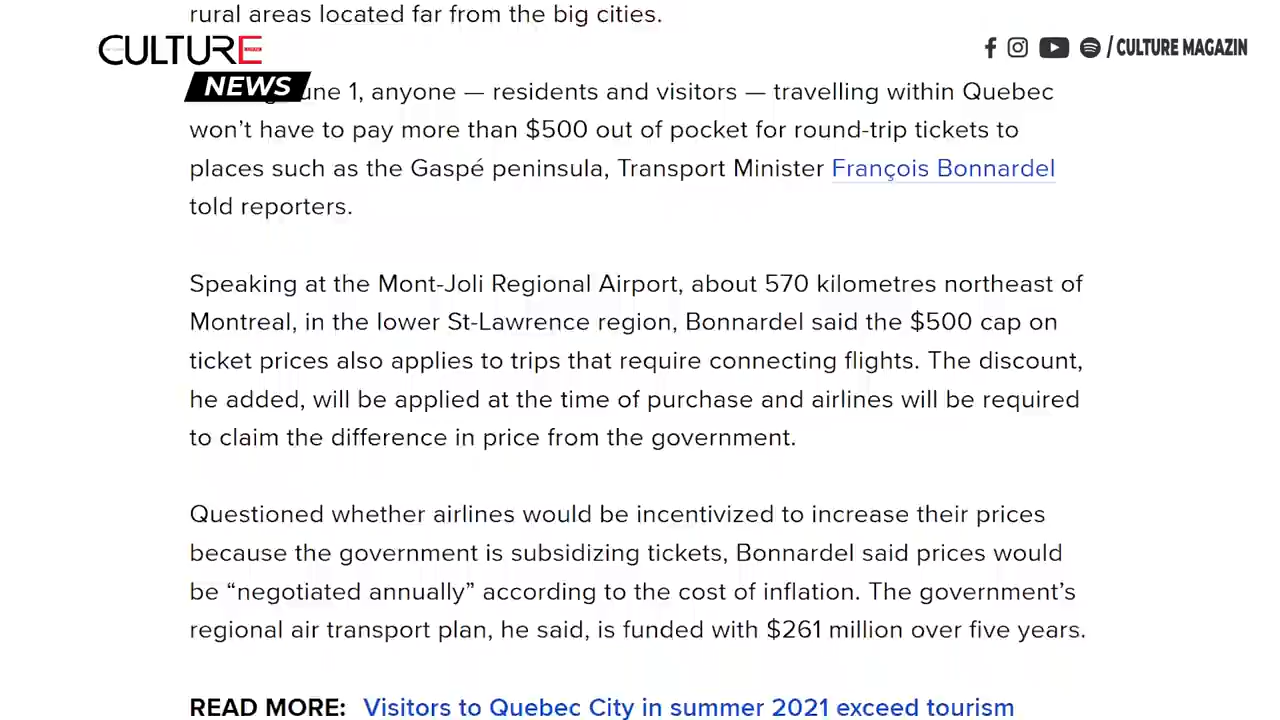 rural areas located far from the big cities.
CULTURE
f / CULTURE MAGAZIN
NEWS
une 1, anyone — residents and visitors — travelling within Quebec
won’t have to pay more than $500 out of pocket for round-trip tickets to
places such as the Gaspé peninsula, Transport Minister François Bonnardel
told reporters.
Speaking at the Mont-Joli Regional Airport, about 570 kilometres northeast of
Montreal, in the lower St-Lawrence region, Bonnardel said the $500 cap on
ticket prices also applies to trips that require connecting flights. The discount,
he added, will be applied at the time of purchase and airlines will be required
to claim the difference in price from the government.
Questioned whether airlines would be incentivized to increase their prices
because the government is subsidizing tickets, Bonnardel said prices would
be “negotiated annually” according to the cost of inflation. The government’s
regional air transport plan, he said, is funded with $261 million over five years.
READ MORE: Visitors to Quebec City in summer 2021 exceed tourism